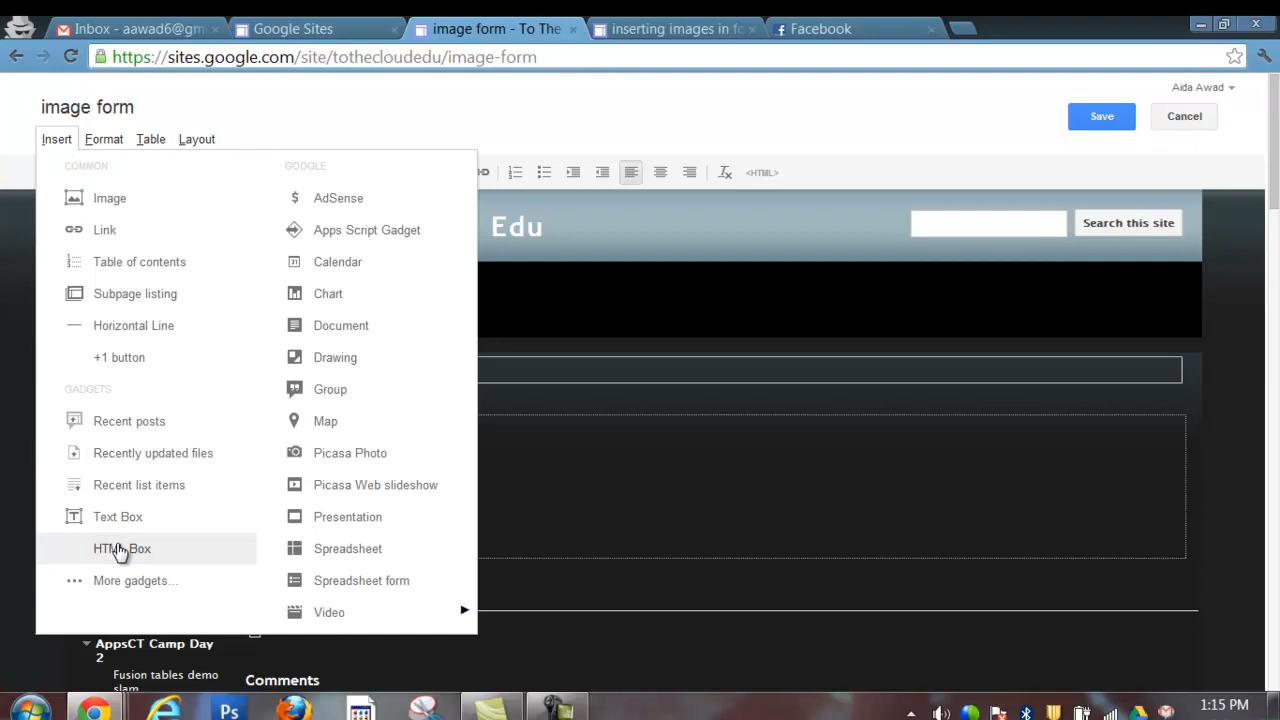 Inbox - aawad6@gm
Google Sites
image form - To The
inserting images in fo
Facebook
https://sites.google.com/site/tothecloudedu/image-form
Aida Awad
image form
Save
Cancel
Insert
Format
Table
Layout
<HTML>
COMMON
GOOGLE
Image
AdSense
Link
Apps Script Gadget
Table of contents
Calendar
Subpage listing
Chart
Horizontal Line
Document
+1 button
Drawing
GADGETS
Group
Recent posts
Map
Recently updated files
Picasa Photo
Recent list items
Picasa Web slideshow
Text Box
Presentation
HTML Box
Spreadsheet
More gadgets...
Spreadsheet form
Video
Edu
Search this site
AppsCT Camp Day
2
Fusion tables demo
slam
Comments
Ps
1:15 PM